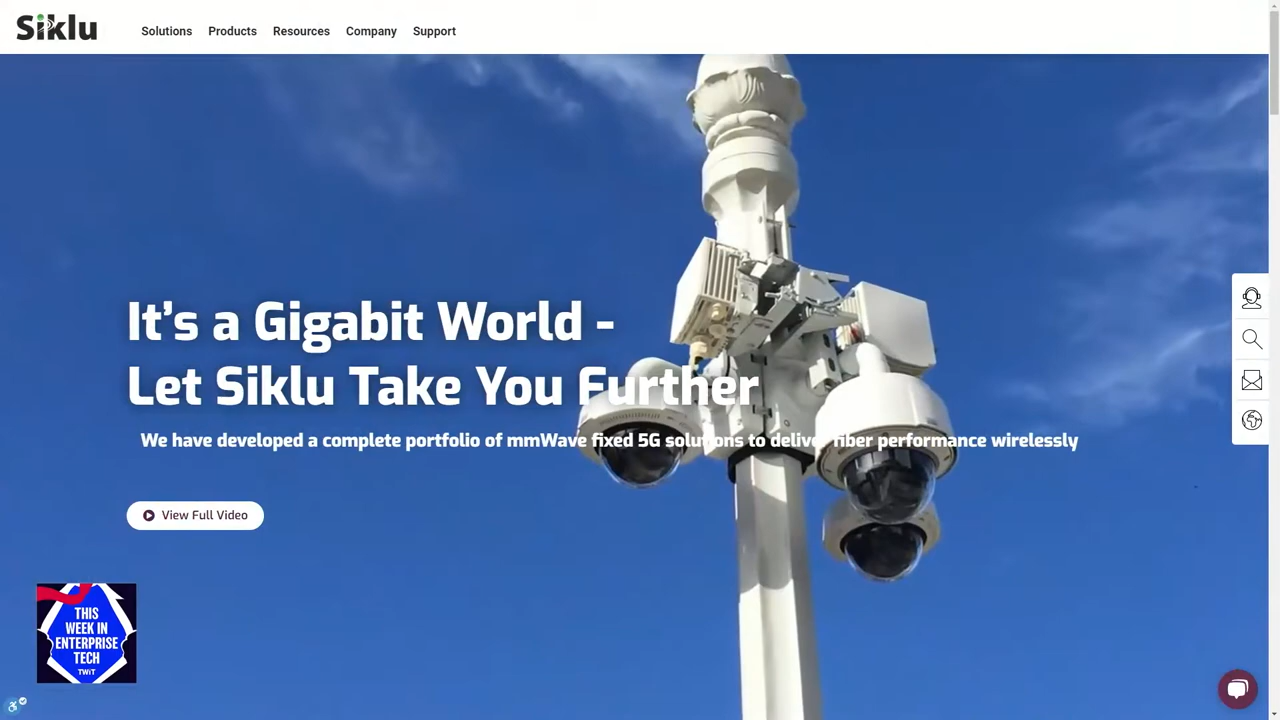 Siklu
Solutions Products Resources Company Support
It's a Gigabit World -
Let Siklu Take You Further
We have developed a complete portfolio of mmWave fixed 5G solutions to deliver fiber performance wirelessly
View Full Video
THIS
WEEK IN
ENTERPRISE
TECH
TWiT